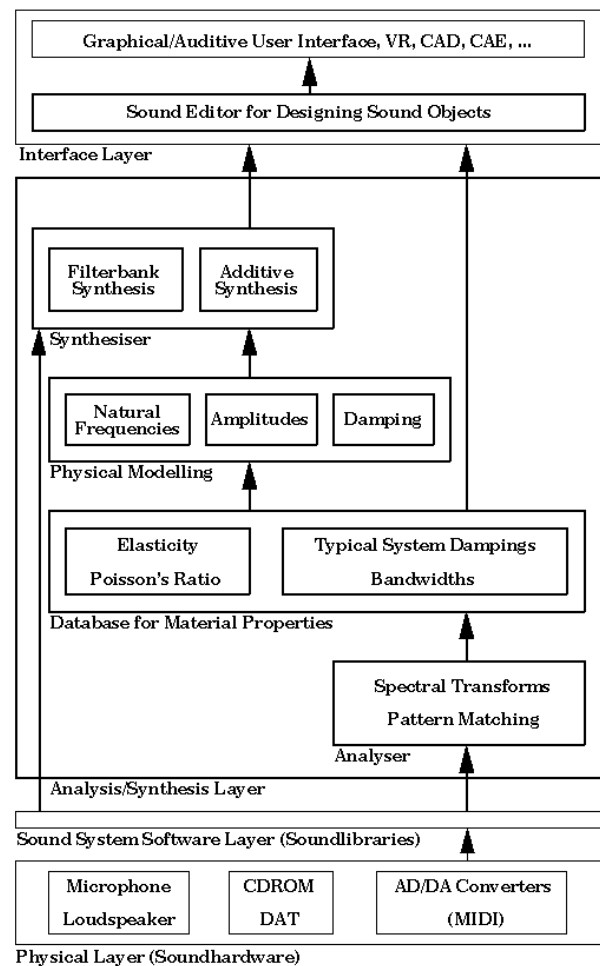 Graphical/Auditive User Interface, VR, CAD, CAE, ...
Sound Editor for Designing Sound Objects
Interface Layer
Filterbank
Synthesis
Additive
Synthesis
Synthesiser
Natural
Frequencies
Amplitudes
Damping
Physical Modelling
Elasticity
Poisson's Ratio
Typical System Dampings
Bandwidths
Database for Material Properties
Spectral Transforms
Pattern Matching
Analyser
Analysis/Synthesis Layer
Sound System Software Layer (Soundlibraries)
Microphone
Loudspeaker
CDROM
DAT
AD/DA Converters
(MIDI)
Physical Layer (Soundhardware)